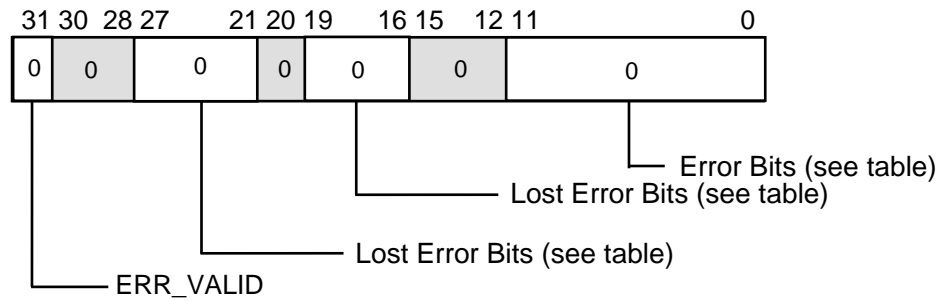 31 30 28 27 21 20 19 16 15 12 11 0
0 0 0 0 0 0 0
Error Bits (see table)
Lost Error Bits (see table)
Lost Error Bits (see table)
ERR_VALID